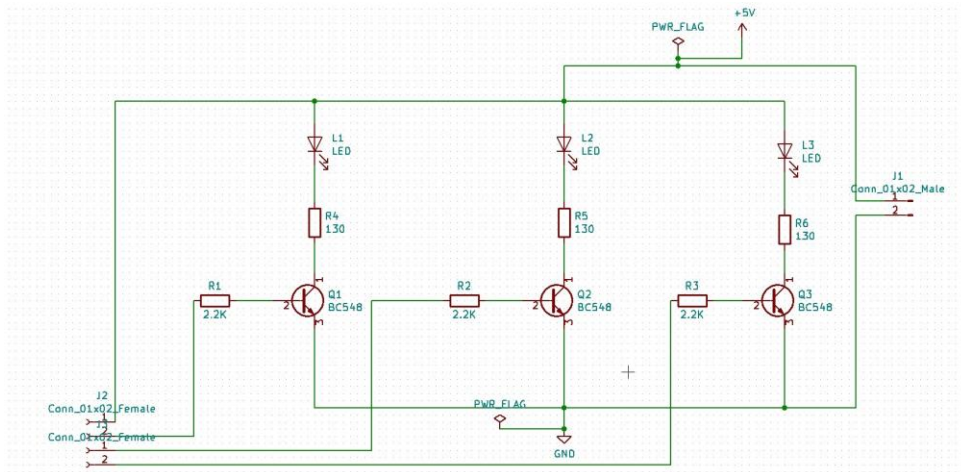 +5V
PWR_FLAG
L1
LED
L2
LED
L3
LED
J1
Conn_01x02_Male
1
2
R4
130
R5
130
R6
130
1
1
1
R1
2.2K
2
Q1
BC548
3
R2
2.2K
2
Q2
BC548
3
R3
2.2K
2
Q3
BC548
3
J2
Conn_01x02_Female
1
2
Conn_01x02_Female
1
2
PWR_FLAG
GND